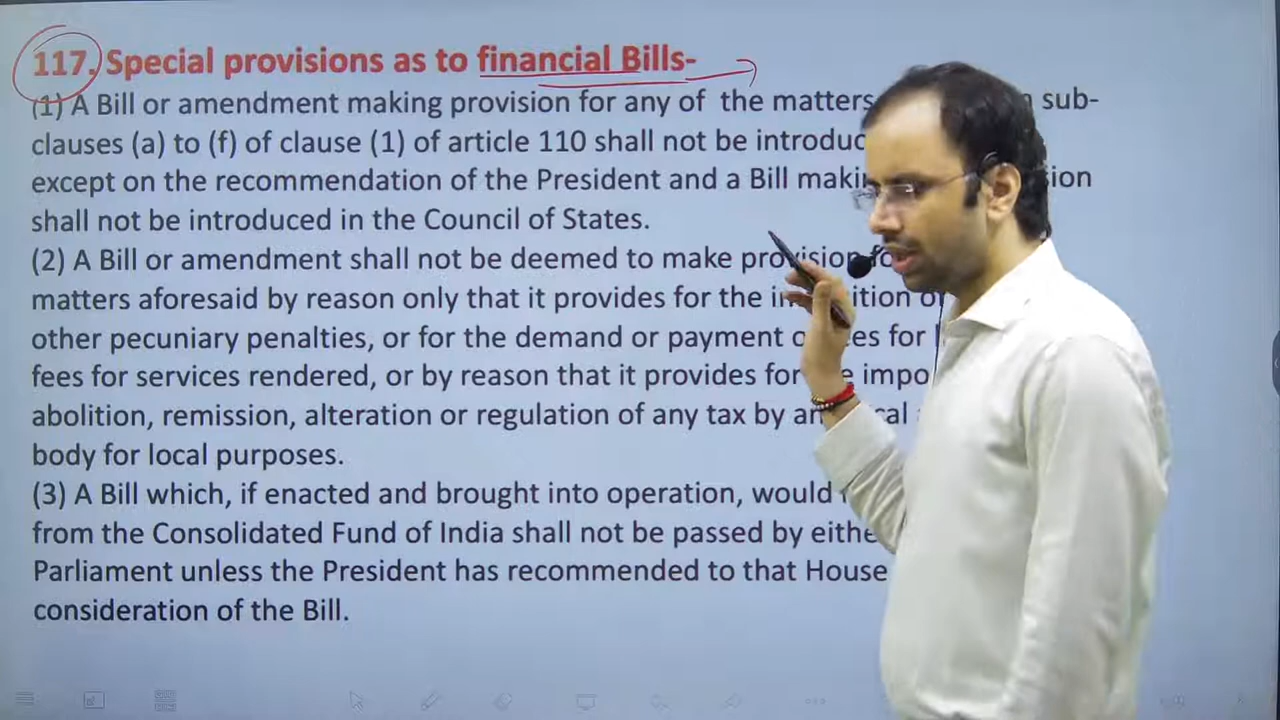 117. Special provisions as to financial Bills-
(1) A Bill or amendment making provision for any of the matters sub-
clauses (a) to (f) of clause (1) of article 110 shall not be
except on the recommendation of the President and a Bill
shall not be introduced in the Council of States.
(2) A Bill or amendment shall not be deemed to make provision
matters aforesaid by reason only that it provides for the
other pecuniary penalties, or for the demand or payment for
fees for services rendered, or by reason that it provides for
abolition, remission, alteration or regulation of any tax by
body for local purposes.
(3) A Bill which, if enacted and brought into operation, would
from the Consolidated Fund of India shall not be passed by
Parliament unless the President has recommended to that House
consideration of the Bill.